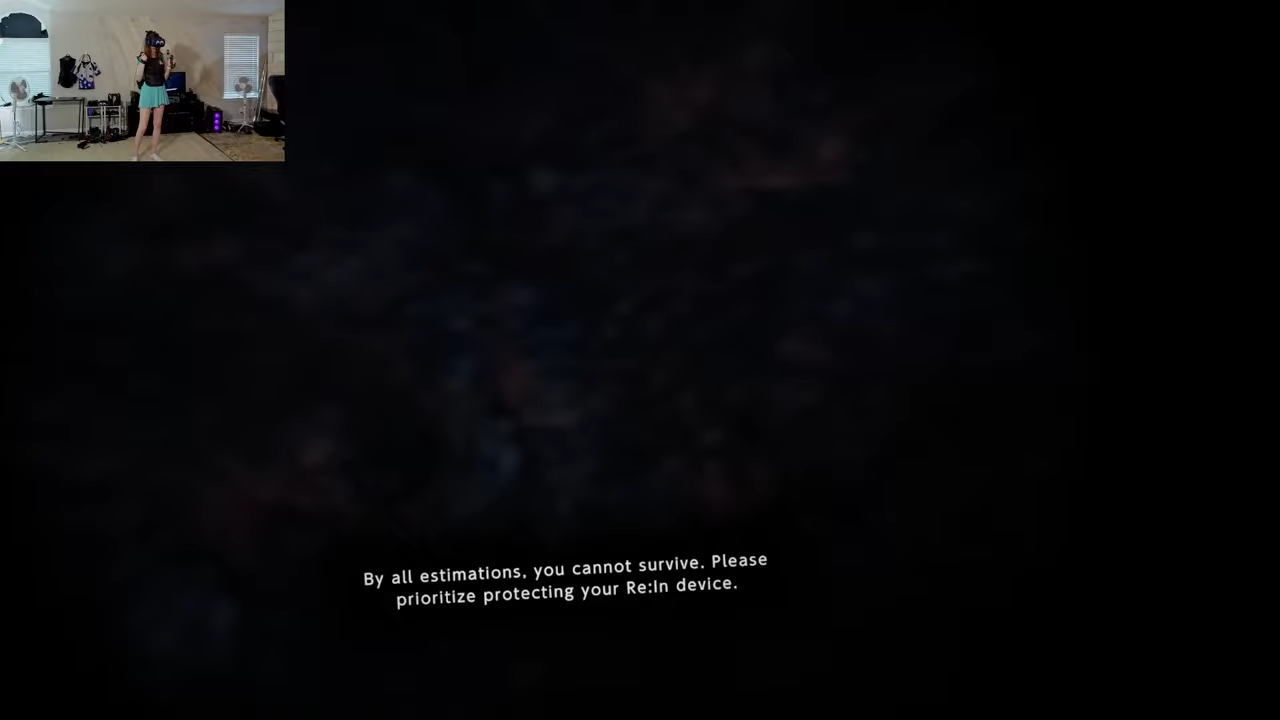 By all estimations, you cannot survive. Please
prioritize protecting your Re:In device.